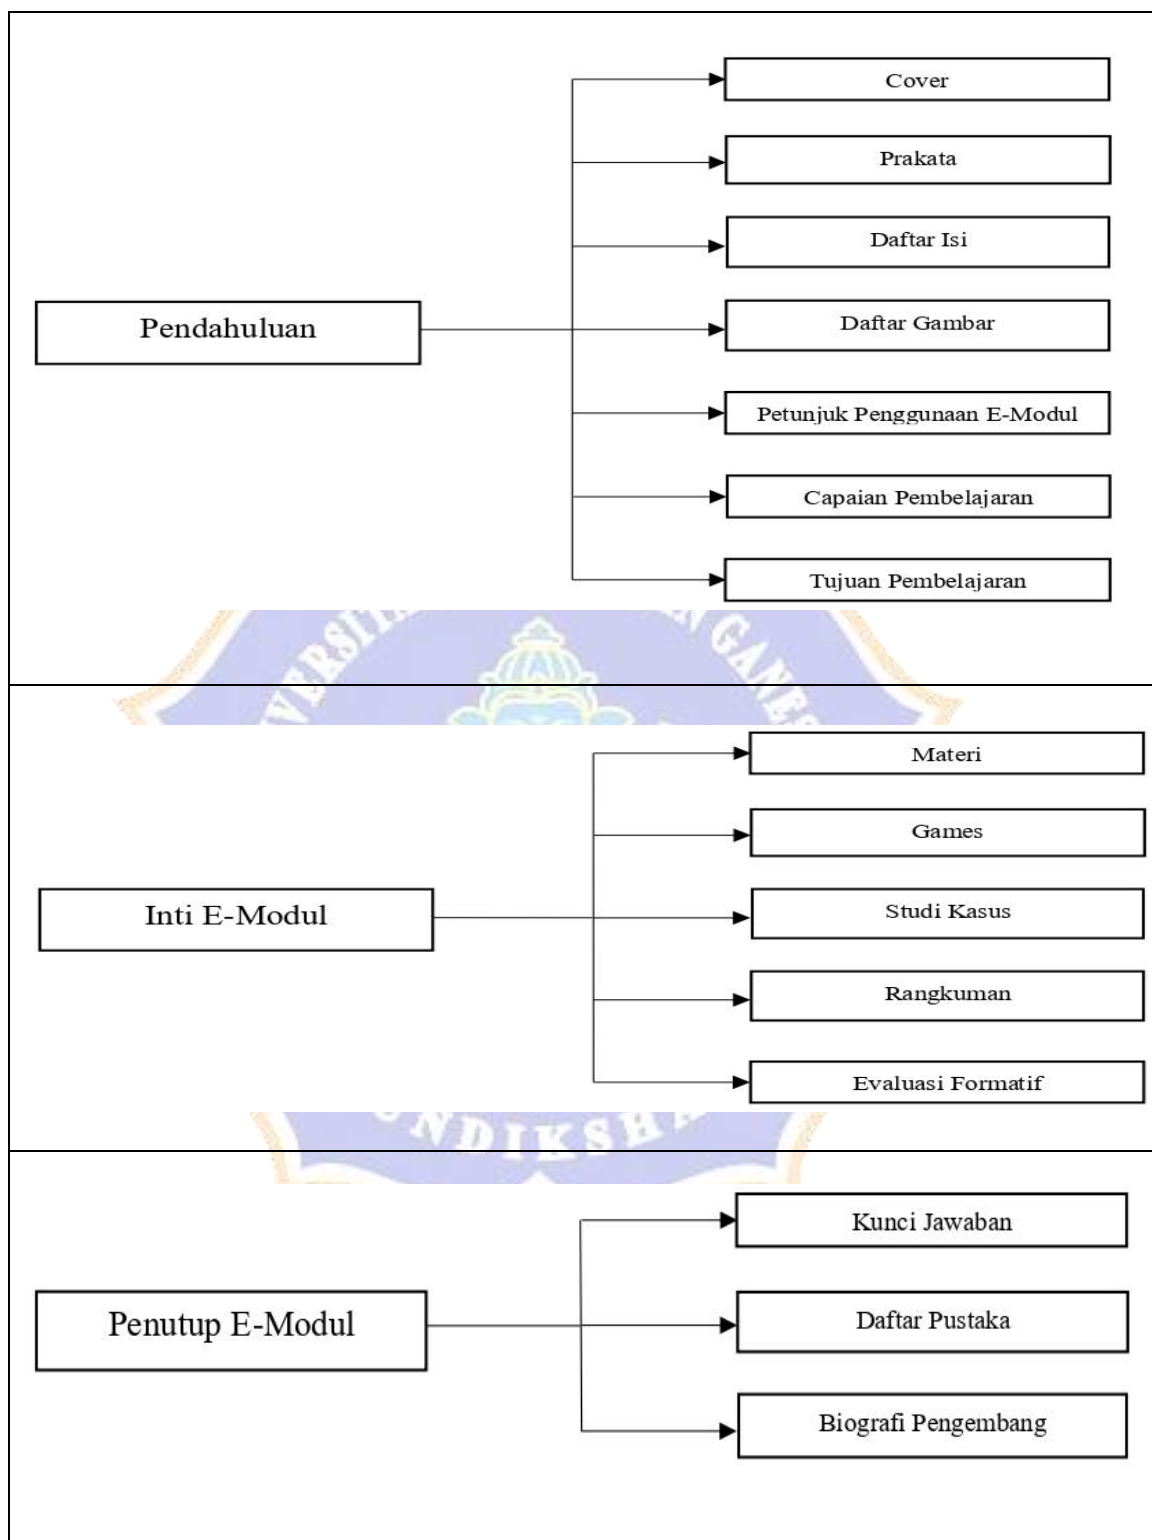 Cover
Prakata
Daftar Isi
Pendahuluan
Daftar Gambar
Petunjuk Penggunaan E-Modul
Capaian Pembelajaran
Tujuan Pembelajaran
Materi
Games
Inti E-Modul
Studi Kasus
Rangkuman
Evaluasi Formatif
UNDIKSHA
Kunci Jawaban
Penutup E-Modul
Daftar Pustaka
Biografi Pengembang